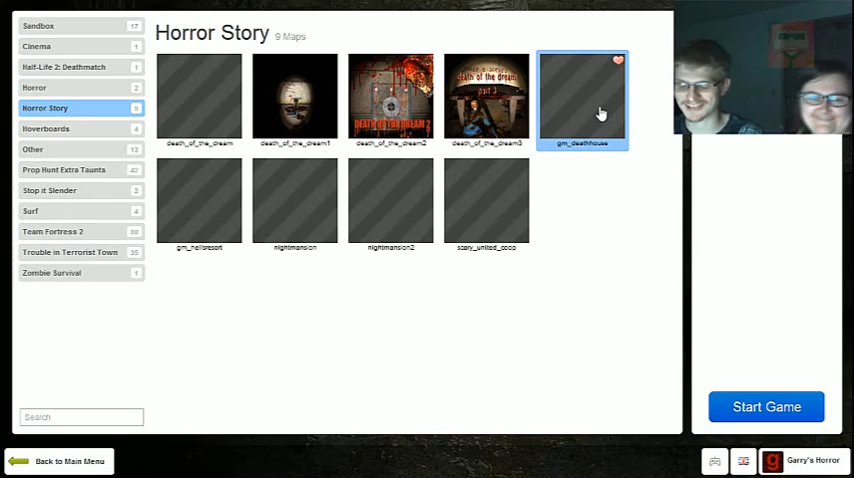 Sandbox 17
Cinema 1
Half-Life 2: Deathmatch 1
Horror 2
Horror Story 9
Hoverboards 4
Other 13
Prop Hunt Extra Taunts 42
Stop it Slender 2
Surf 4
Team Fortress 2 88
Trouble in Terrorist Town 35
Zombie Survival 1
Search
Back to Main Menu
Horror Story 9 Maps
death of the dream
part 3
DEATH OF THE DREAM 2
death_of_the_dream
death_of_the_dream1
death_of_the_dream2
death_of_the_dream3
gm_deathhouse
gm_hellsresort
nightmansion
nightmansion2
scary_united_coop
Start Game
g
Garry's Horror